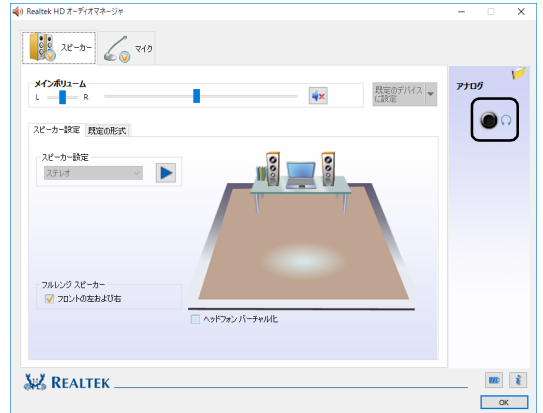 Realtek HD オーディオマネージャ
スピーカー
マイク
メインボリューム
L
R
既定のデバイス
に設定
アナログ
スピーカー設定
既定の形式
スピーカー設定
ステレオ
フルレンジ スピーカー
フロントの左および右
ヘッドフォン バーチャル化
REALTEK
OK